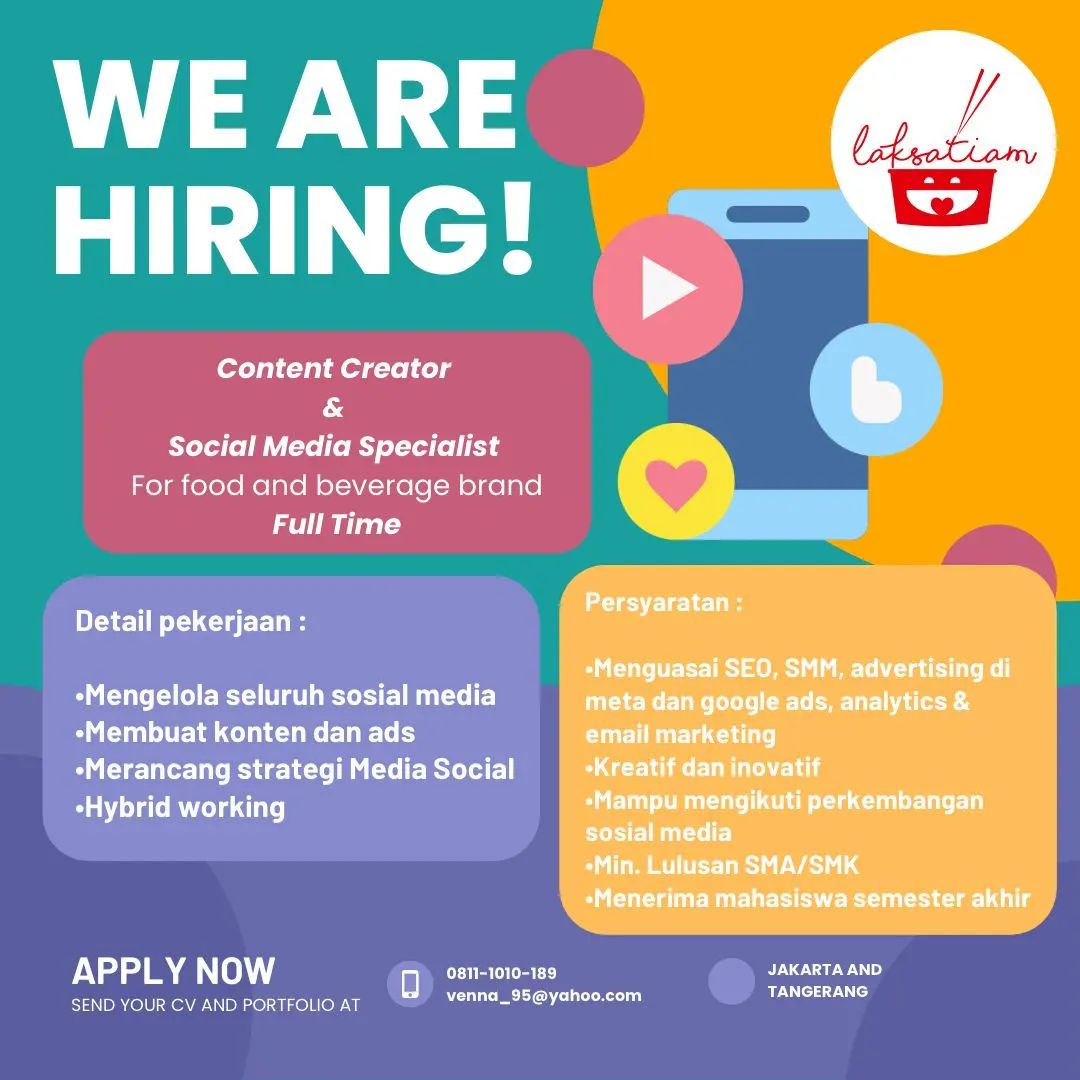 WE ARE
HIRING!
laksatiam
Content Creator
&
Social Media Specialist
For food and beverage brand
Full Time
Detail pekerjaan :
•Mengelola seluruh sosial media
•Membuat konten dan ads
•Merancang strategi Media Social
•Hybrid working
Persyaratan :
•Menguasai SEO, SMM, advertising di
meta dan google ads, analytics &
email marketing
•Kreatif dan inovatif
•Mampu mengikuti perkembangan
sosial media
•Min. Lulusan SMA/SMK
•Menerima mahasiswa semester akhir
APPLY NOW
SEND YOUR CV AND PORTFOLIO AT
0811-1010-189
venna_95@yahoo.com
JAKARTA AND
TANGERANG